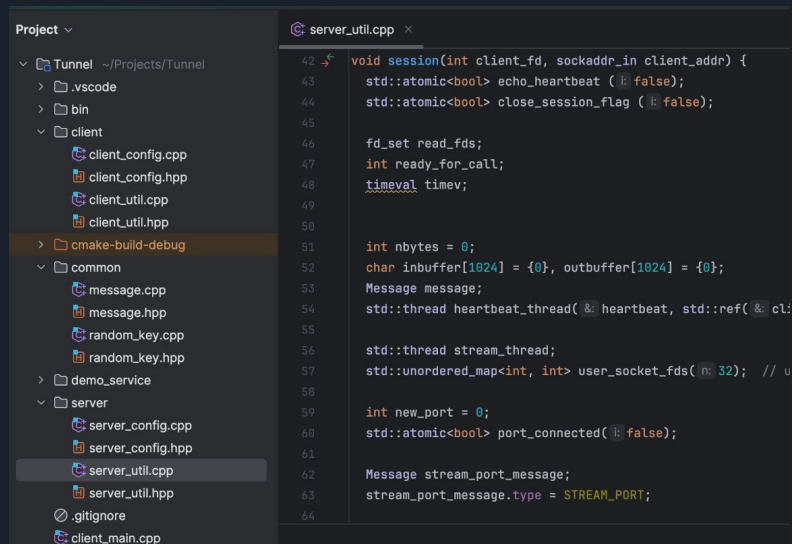 Project
Tunnel ~/Projects/Tunnel
.vscode
bin
client
client_config.cpp
client_config.hpp
client_util.cpp
client_util.hpp
cmake-build-debug
common
message.cpp
message.hpp
random_key.cpp
random_key.hpp
demo_service
server
server_config.cpp
server_config.hpp
server_util.cpp
server_util.hpp
.gitignore
client_main.cpp
server_util.cpp ×
42 void session(int client_fd, sockaddr_in client_addr) {
43 std::atomic<bool> echo_heartbeat ( i: false);
44 std::atomic<bool> close_session_flag ( i: false);
45
46 fd_set read_fds;
47 int ready_for_call;
48 timeval timev;
49
50
51 int nbytes = 0;
52 char inbuffer[1024] = {0}, outbuffer[1024] = {0};
53 Message message;
54 std::thread heartbeat_thread( &: heartbeat, std::ref( &: cli
55
56 std::thread stream_thread;
57 std::unordered_map<int, int> user_socket_fds( n: 32); // u
58
59 int new_port = 0;
60 std::atomic<bool> port_connected( i: false);
61
62 Message stream_port_message;
63 stream_port_message.type = STREAM_PORT;
64